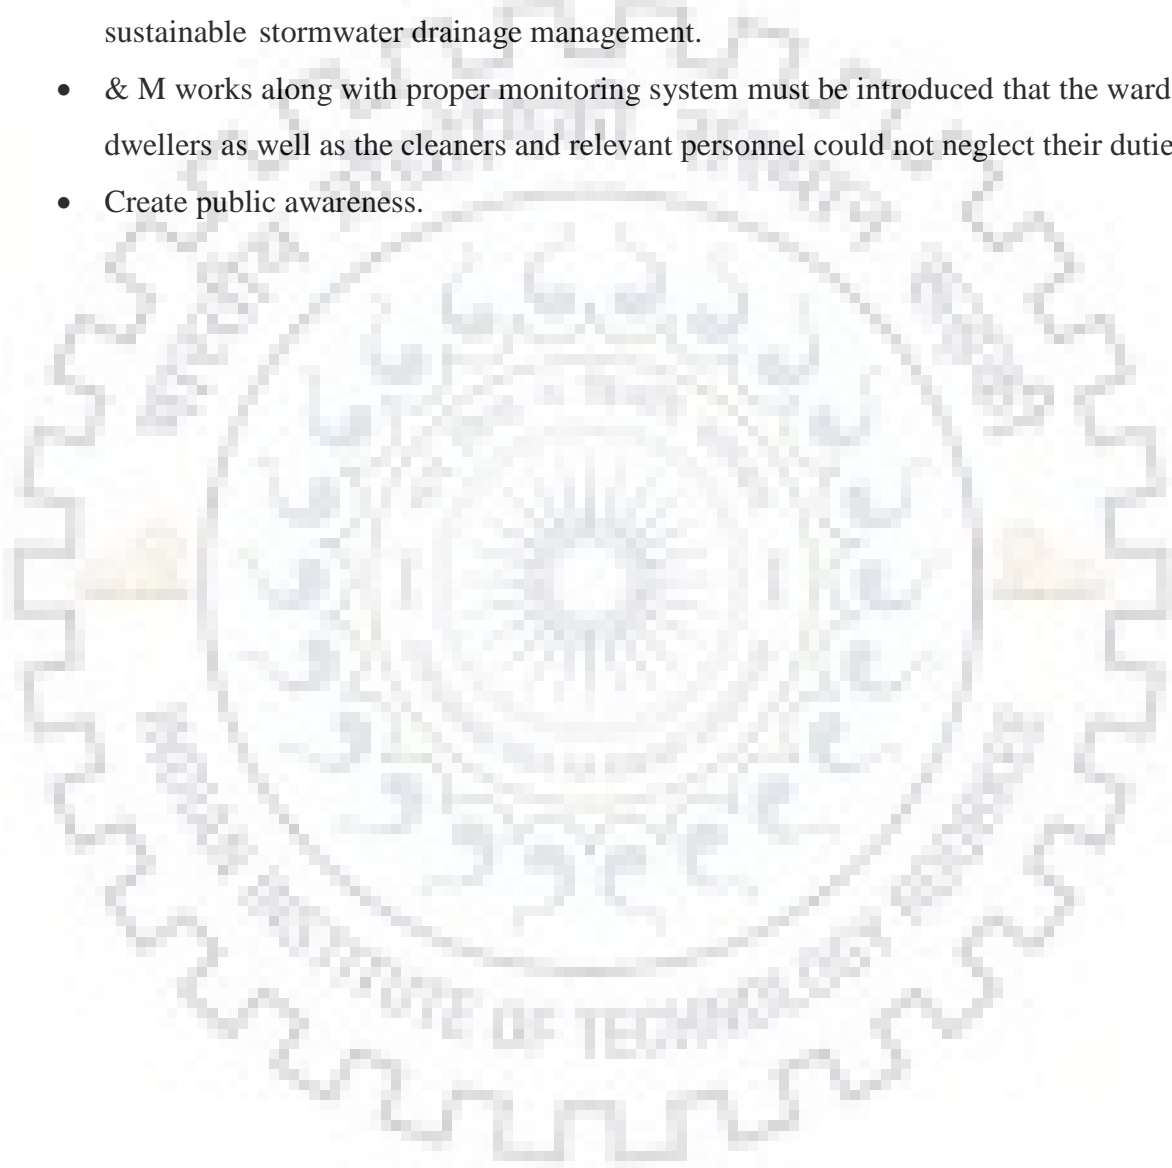 sustainable stormwater drainage management.
• & M works along with proper monitoring system must be introduced that the ward
dwellers as well as the cleaners and relevant personnel could not neglect their dutie
• Create public awareness.
INSTITUTE OF TECHNOLOGY